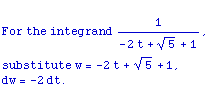 For the integrand 1/(-2 t + √5 + 1),
substitute w = -2 t + √5 + 1,
dw = -2 dt.